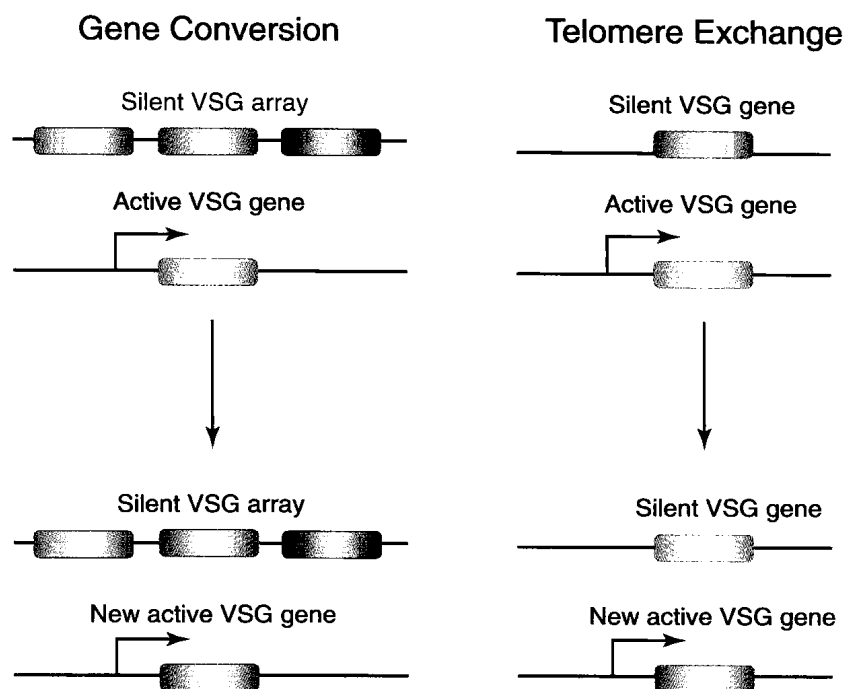 Gene Conversion
Silent VSG array
Active VSG gene
Silent VSG array
New active VSG gene
Telomere Exchange
Silent VSG gene
Active VSG gene
Silent VSG gene
New active VSG gene